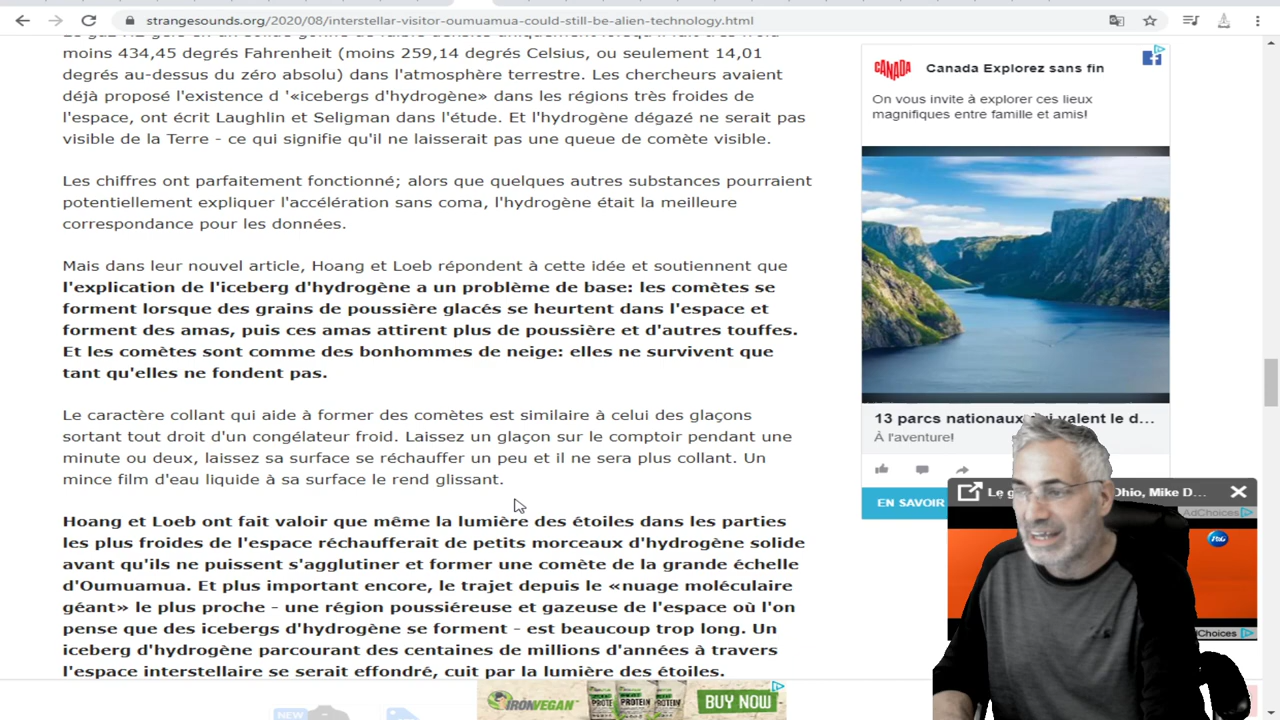 strangesounds.org/2020/08/interstellar-visitor-oumuamua-could-still-be-alien-technology.html
moins 434,45 degrés Fahrenheit (moins 259,14 degrés Celsius, ou seulement 14,01
degrés au-dessus du zéro absolu) dans l'atmosphère terrestre. Les chercheurs avaient
déjà proposé l'existence d '«icebergs d'hydrogène» dans les régions très froides de
l'espace, ont écrit Laughlin et Seligman dans l'étude. Et l'hydrogène dégazé ne serait pas
visible de la Terre - ce qui signifie qu'il ne laisserait pas une queue de comète visible.
Les chiffres ont parfaitement fonctionné; alors que quelques autres substances pourraient
potentiellement expliquer l'accélération sans coma, l'hydrogène était la meilleure
correspondance pour les données.
Mais dans leur nouvel article, Hoang et Loeb répondent à cette idée et soutiennent que
l'explication de l'iceberg d'hydrogène a un problème de base: les comètes se
forment lorsque des grains de poussière glacés se heurtent dans l'espace et
forment des amas, puis ces amas attirent plus de poussière et d'autres touffes.
Et les comètes sont comme des bonhommes de neige: elles ne survivent que
tant qu'elles ne fondent pas.
Le caractère collant qui aide à former des comètes est similaire à celui des glaçons
sortant tout droit d'un congélateur froid. Laissez un glaçon sur le comptoir pendant une
minute ou deux, laissez sa surface se réchauffer un peu et il ne sera plus collant. Un
mince film d'eau liquide à sa surface le rend glissant.
Hoang et Loeb ont fait valoir que même la lumière des étoiles dans les parties
les plus froides de l'espace réchaufferait de petits morceaux d'hydrogène solide
avant qu'ils ne puissent s'agglutiner et former une comète de la grande échelle
d'Oumuamua. Et plus important encore, le trajet depuis le «nuage moléculaire
géant» le plus proche - une région poussiéreuse et gazeuse de l'espace où l'on
pense que des icebergs d'hydrogène se forment - est beaucoup trop long. Un
iceberg d'hydrogène parcourant des centaines de millions d'années à travers
l'espace interstellaire se serait effondré, cuit par la lumière des étoiles.
CANADA
Canada Explorez sans fin
On vous invite à explorer ces lieux
magnifiques entre famille et amis!
13 parcs nationaux qui valent le d...
À l'aventure!
EN SAVOIR
Ohio, Mike D...
AdChoices
P&G
Choices
NEW
IRONVEGAN
BUY NOW